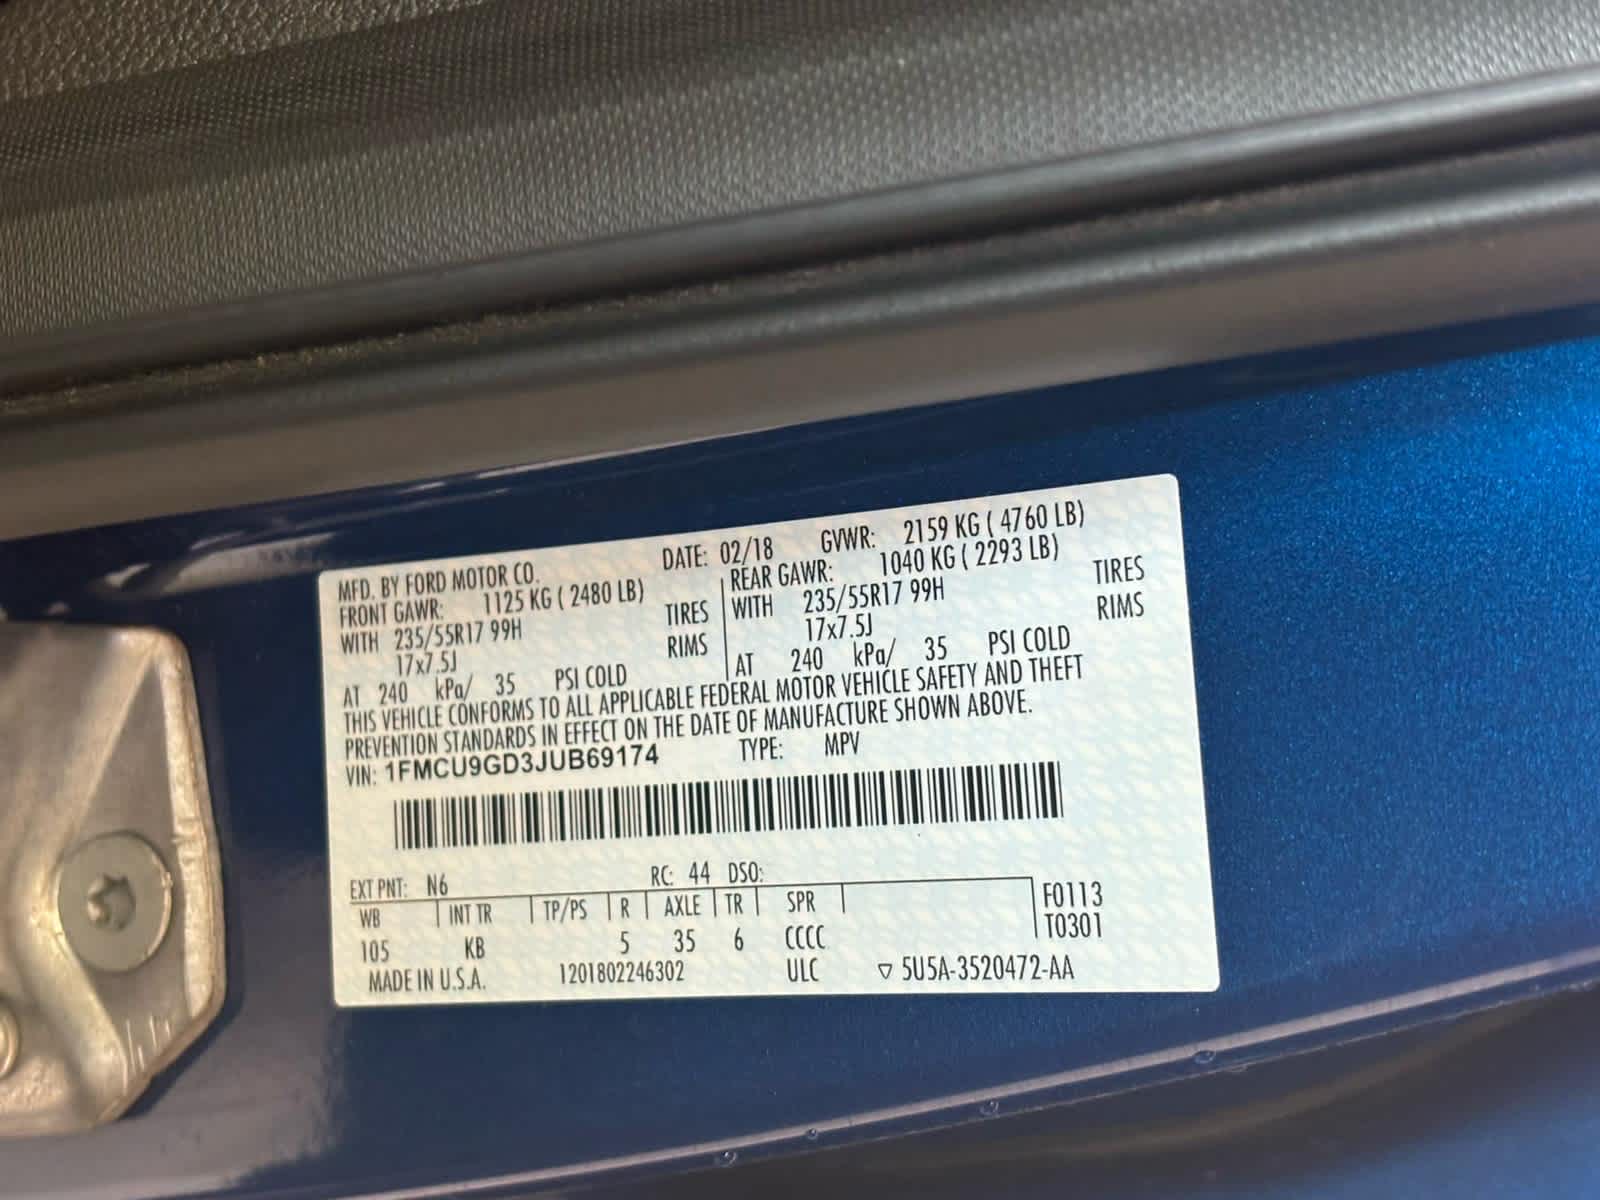 MFD. BY FORD MOTOR CO. DATE: 02/18 GVWR: 2159 KG ( 4760 LB)
FRONT GAWR: 1125 KG ( 2480 LB) REAR GAWR: 1040 KG ( 2293 LB)
WITH 235/55R17 99H TIRES WITH 235/55R17 99H TIRES
17x7.5J RIMS 17x7.5J RIMS
AT 240 kPa/ 35 PSI COLD AT 240 kPa/ 35 PSI COLD
THIS VEHICLE CONFORMS TO ALL APPLICABLE FEDERAL MOTOR VEHICLE SAFETY AND THEFT
PREVENTION STANDARDS IN EFFECT ON THE DATE OF MANUFACTURE SHOWN ABOVE.
VIN: 1FMCU9GD3JUB69174 TYPE: MPV
EXT PNT: N6 RC: 44 DSO:
WB INT TR TP/PS R AXLE TR SPR F0113
105 KB 5 35 6 CCCC T0301
MADE IN U.S.A. 1201802246302 ULC ▽ 5U5A-3520472-AA